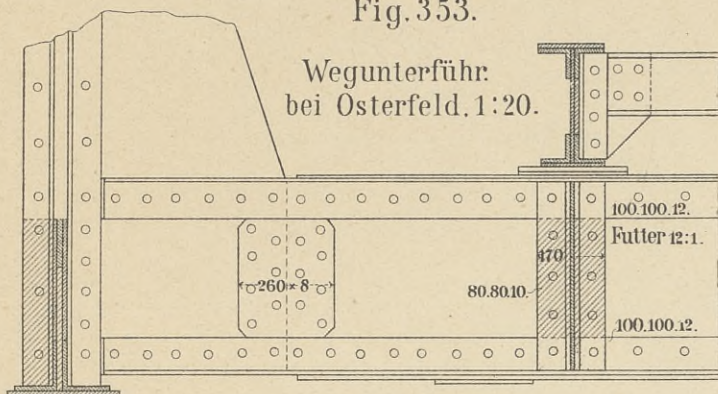 Fig. 353.
Wegunterführ.
bei Osterfeld. 1:20.
100.100.12.
Futter 12:1.
170
260 × 8
80.80.10.
100.100.12.